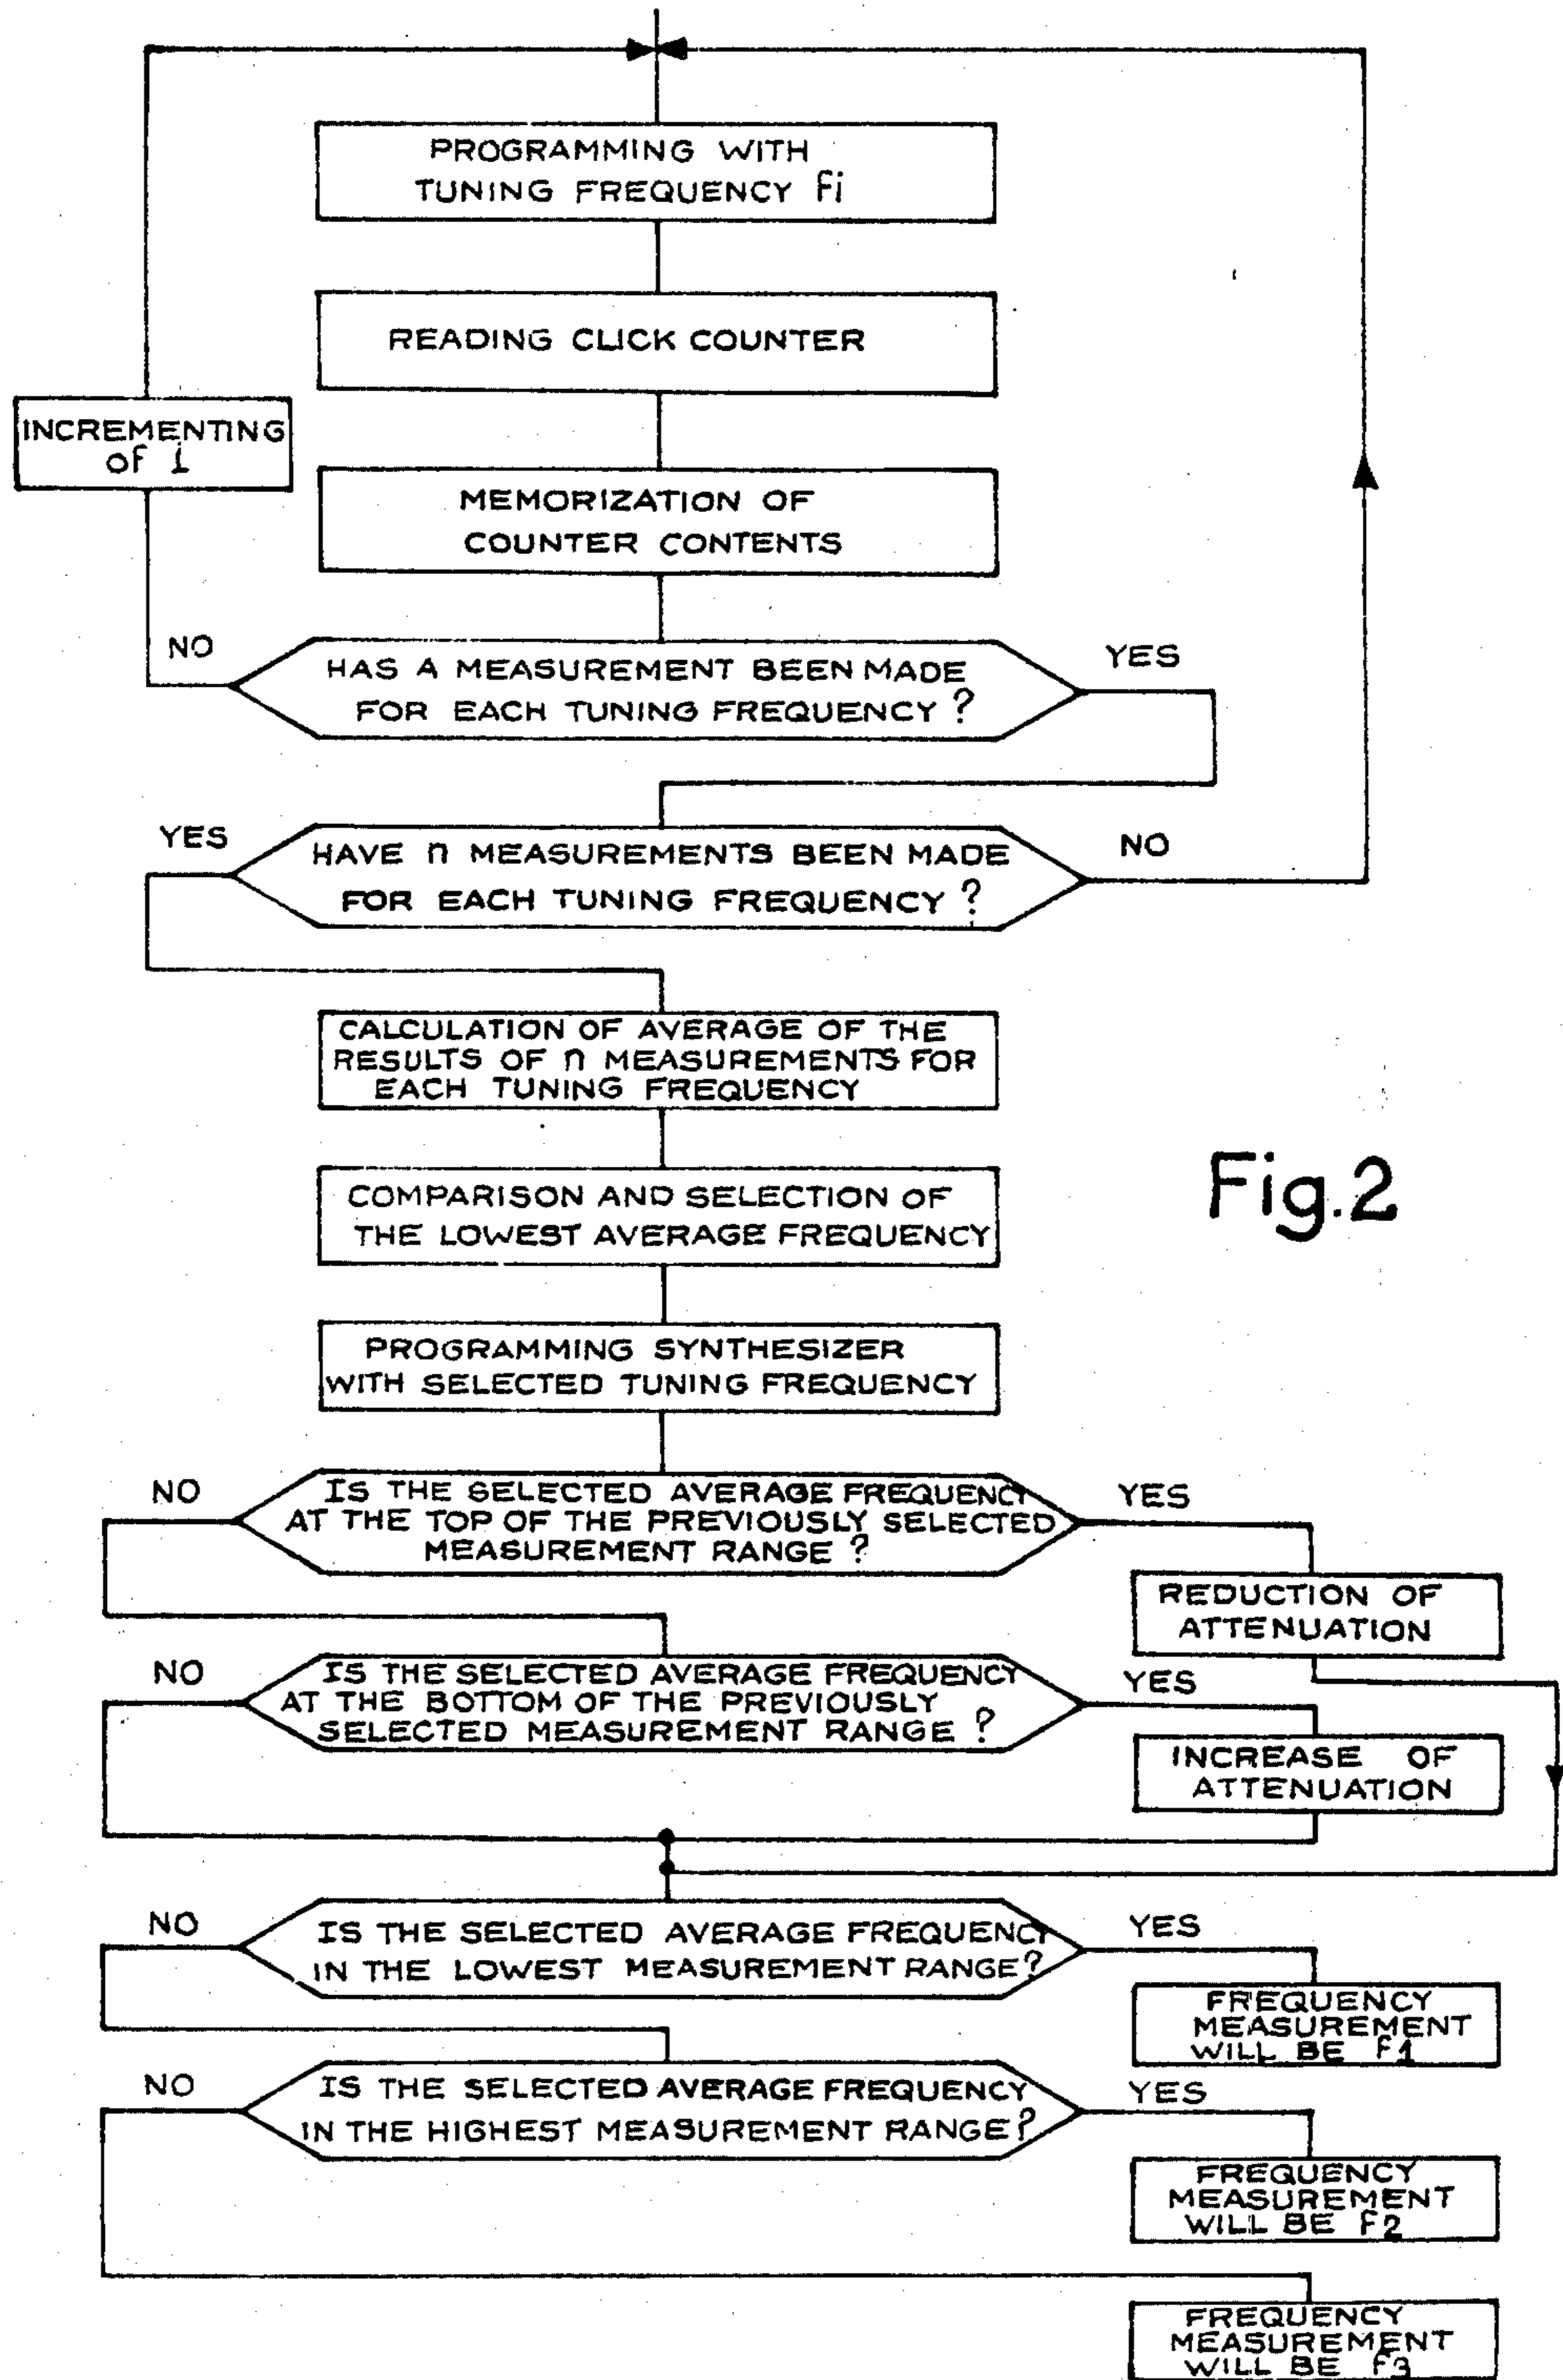 PROGRAMMING WITH
TUNING FREQUENCY fi
READING CLICK COUNTER
INCREMENTING
Of i
MEMORIZATION OF
COUNTER CONTENTS
NO
HAS A MEASUREMENT BEEN MADE
FOR EACH TUNING FREQUENCY ?
YES
YES
HAVE n MEASUREMENTS BEEN MADE
FOR EACH TUNING FREQUENCY ?
NO
CALCULATION OF AVERAGE OF THE
RESULTS OF n MEASUREMENTS FOR
EACH TUNING FREQUENCY
COMPARISON AND SELECTION OF
THE LOWEST AVERAGE FREQUENCY
Fig.2
PROGRAMMING SYNTHESIZER
WITH SELECTED TUNING FREQUENCY
NO
IS THE SELECTED AVERAGE FREQUENCY
AT THE TOP OF THE PREVIOUSLY SELECTED
MEASUREMENT RANGE ?
YES
REDUCTION OF
ATTENUATION
NO
IS THE SELECTED AVERAGE FREQUENCY
AT THE BOTTOM OF THE PREVIOUSLY
SELECTED MEASUREMENT RANGE ?
YES
INCREASE OF
ATTENUATION
NO
IS THE SELECTED AVERAGE FREQUENCY
IN THE LOWEST MEASUREMENT RANGE?
YES
FREQUENCY
MEASUREMENT
WILL BE f1
NO
IS THE SELECTED AVERAGE FREQUENCY
IN THE HIGHEST MEASUREMENT RANGE?
YES
FREQUENCY
MEASUREMENT
WILL BE f2
FREQUENCY
MEASUREMENT
WILL BE f3